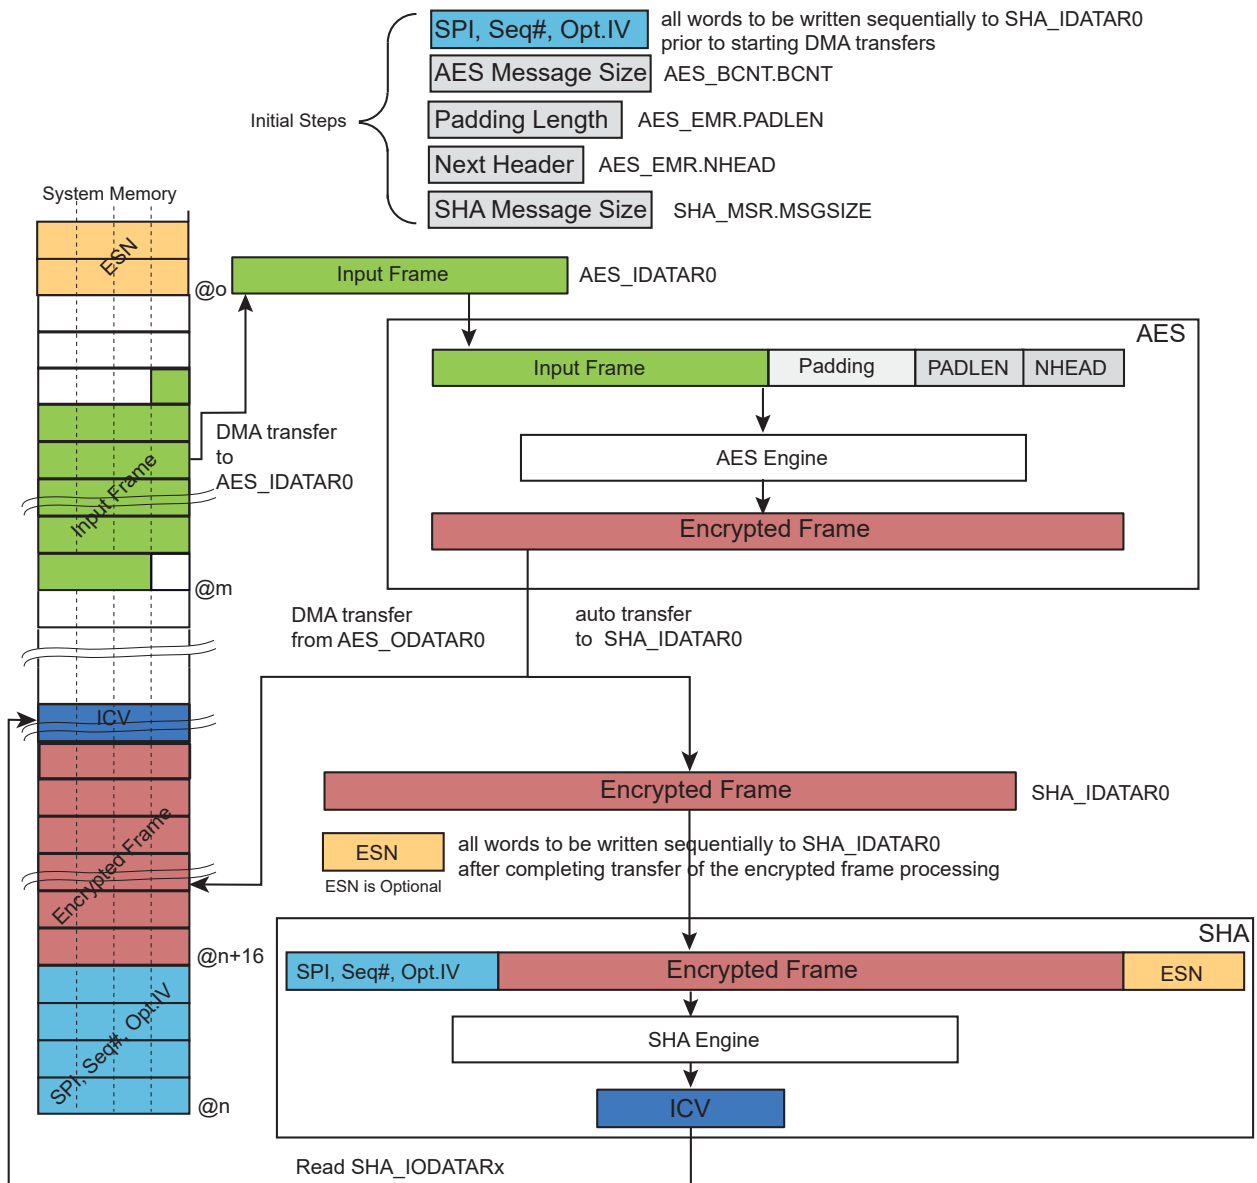 SPI, Seq#, Opt.IV
all words to be written sequentially to SHA_IDATAR0
prior to starting DMA transfers
AES Message Size
AES_BCNT.BCNT
Initial Steps
Padding Length
AES_EMR.PADLEN
Next Header
AES_EMR.NHEAD
SHA Message Size
SHA_MSR.MSGSIZE
System Memory
ESN
@o
Input Frame
AES_IDATAR0
AES
Input Frame
Padding
PADLEN
NHEAD
DMA transfer
to
AES_IDATAR0
AES Engine
Input Frame
Encrypted Frame
@m
DMA transfer
from AES_ODATAR0
auto transfer
to SHA_IDATAR0
ICV
Encrypted Frame
SHA_IDATAR0
ESN
all words to be written sequentially to SHA_IDATAR0
after completing transfer of the encrypted frame processing
ESN is Optional
Encrypted Frame
@n+16
SHA
SPI, Seq#, Opt.IV
Encrypted Frame
ESN
SPI, Seq#, Opt.IV
SHA Engine
@n
ICV
Read SHA_IODATARx